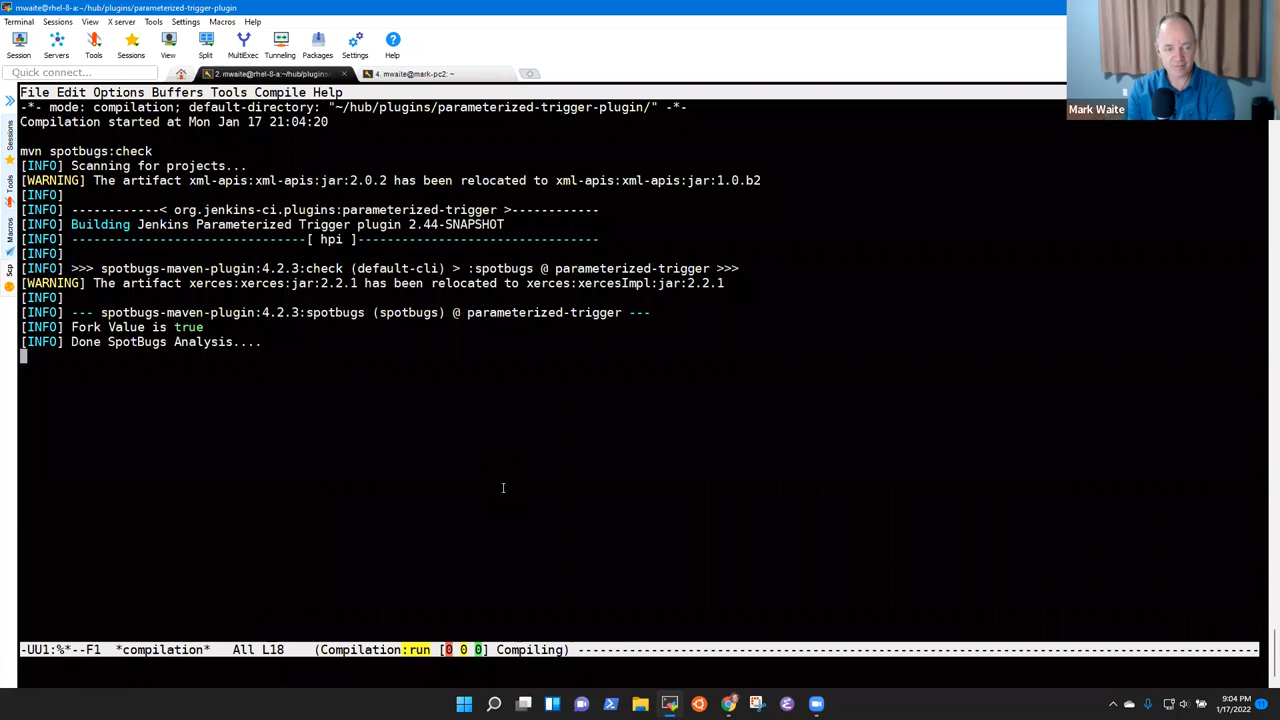 mwaite@rhel-8-a:~/hub/plugins/parameterized-trigger-plugin
Terminal Sessions View X server Tools Settings Macros Help
Session Servers Tools Sessions View Split MultiExec Tunneling Packages Settings Help
Quick connect...
2. mwaite@rhel-8-a:~/hub/plugins/
4. mwaite@mark-pc2: ~
Mark Waite
Sessions
Tools
Macros
Scp
File Edit Options Buffers Tools Compile Help
-*- mode: compilation; default-directory: "~/hub/plugins/parameterized-trigger-plugin/" -*-
Compilation started at Mon Jan 17 21:04:20
mvn spotbugs:check
[INFO] Scanning for projects...
[WARNING] The artifact xml-apis:xml-apis:jar:2.0.2 has been relocated to xml-apis:xml-apis:jar:1.0.b2
[INFO]
[INFO] ------------< org.jenkins-ci.plugins:parameterized-trigger >------------
[INFO] Building Jenkins Parameterized Trigger plugin 2.44-SNAPSHOT
[INFO] --------------------------------[ hpi ]---------------------------------
[INFO]
[INFO] >>> spotbugs-maven-plugin:4.2.3:check (default-cli) > :spotbugs @ parameterized-trigger >>>
[WARNING] The artifact xerces:xerces:jar:2.2.1 has been relocated to xerces:xercesImpl:jar:2.2.1
[INFO]
[INFO] --- spotbugs-maven-plugin:4.2.3:spotbugs (spotbugs) @ parameterized-trigger ---
[INFO] Fork Value is true
[INFO] Done SpotBugs Analysis....
-UU1:%*--F1 *compilation* All L18 (Compilation:run [0 0 0] Compiling) ----------------------------------------------------------------------------------------------
9:04 PM
1/17/2022